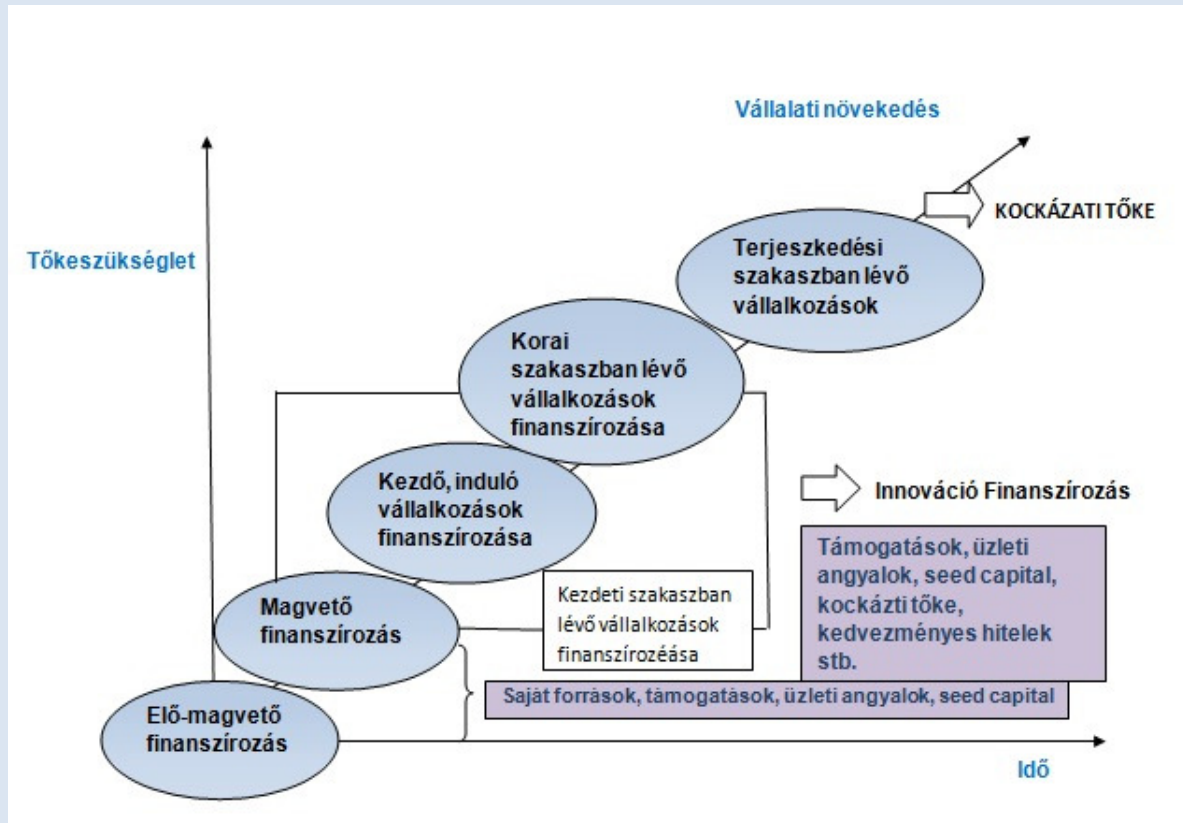 Vállalati növekedés
KOCKÁZATI TŐKE
Tőkeszükséglet
Terjeszkedési
szakaszban lévő
vállalkozások
Korai
szakaszban lévő
vállalkozások
finanszírozása
Kezdő, induló
vállalkozások
finanszírozása
Innováció Finanszírozás
Támogatások, üzleti
angyalok, seed capital,
kockázti tőke,
kedvezményes hitelek
stb.
Kezdeti szakaszban
lévő vállalkozások
finanszírozéása
Magvető
finanszírozás
Saját források, támogatások, üzleti angyalok, seed capital
Elő-magvető
finanszírozás
Idő